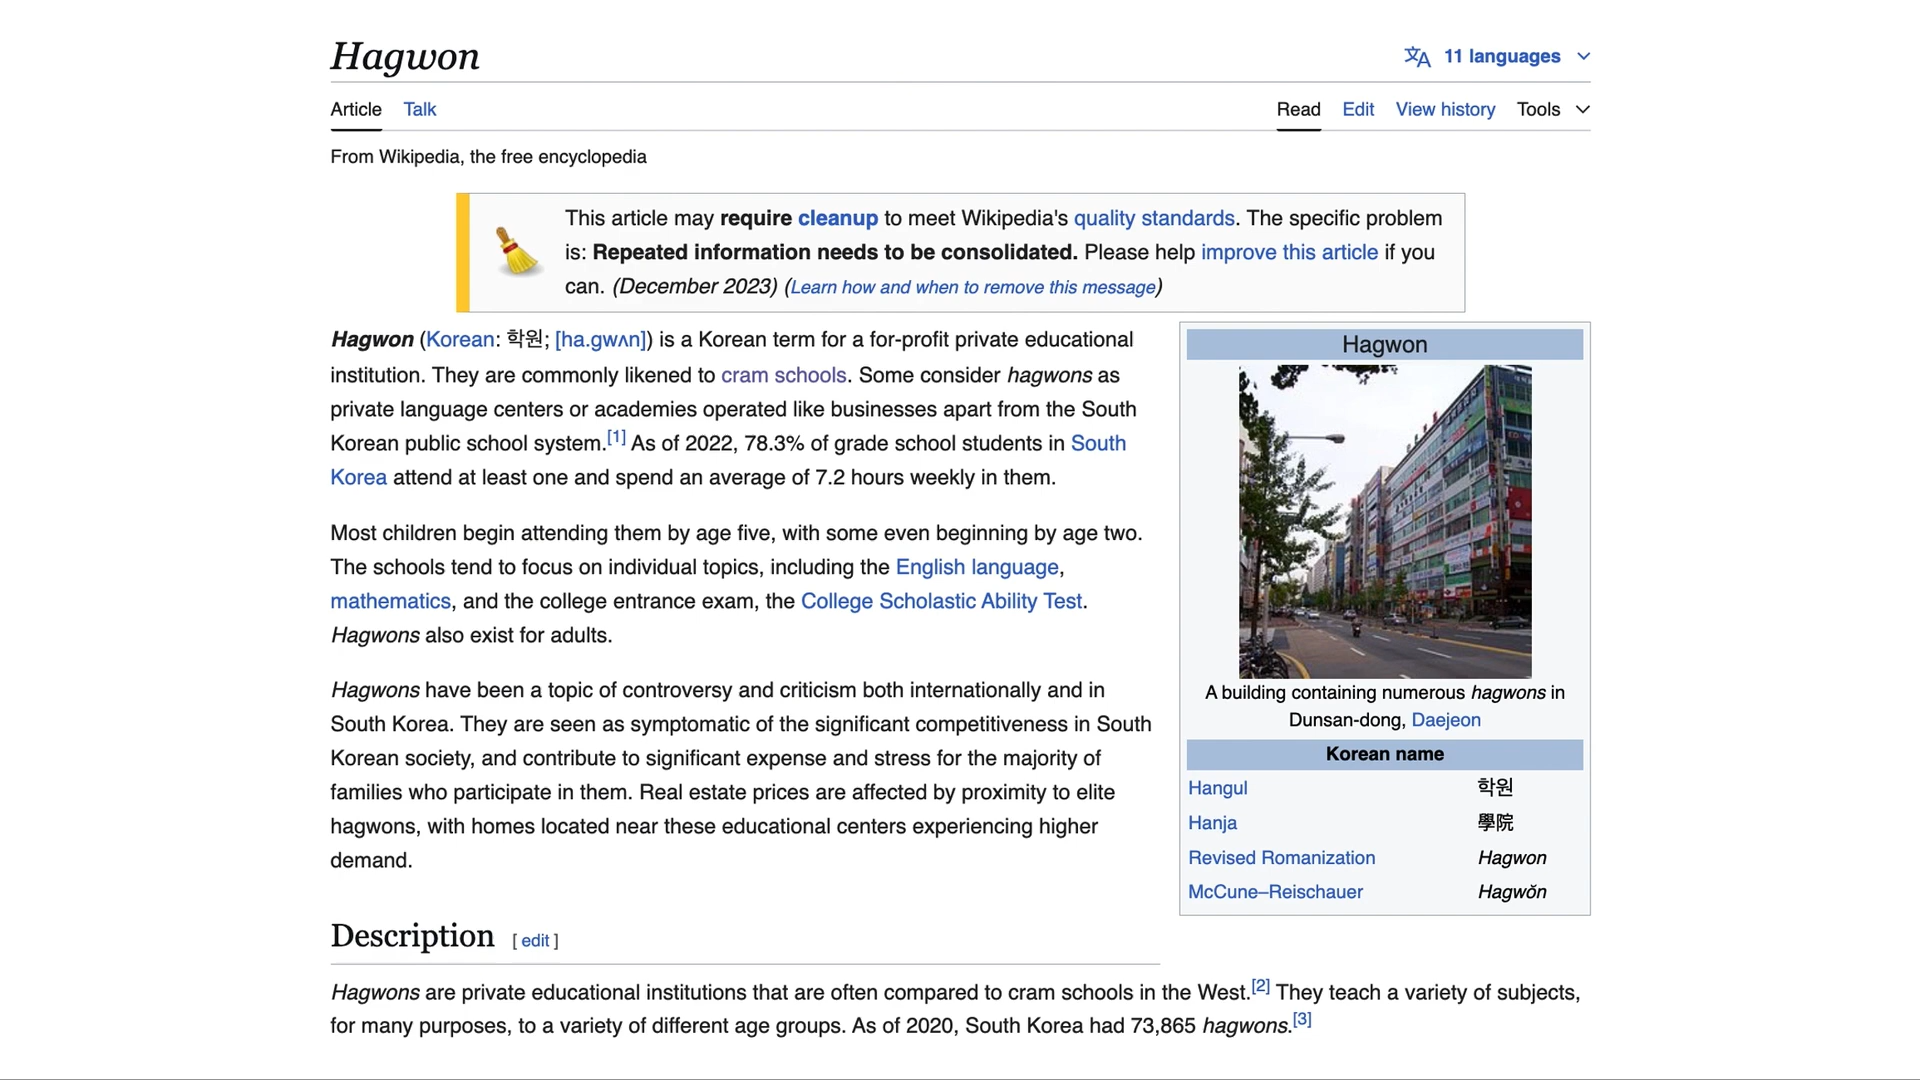 Hagwon
11 languages
Article Talk
Read Edit View history Tools
From Wikipedia, the free encyclopedia
This article may require cleanup to meet Wikipedia's quality standards. The specific problem
is: Repeated information needs to be consolidated. Please help improve this article if you
can. (December 2023) (Learn how and when to remove this message)
Hagwon (Korean: 학원; [ha.gwʌn]) is a Korean term for a for-profit private educational
institution. They are commonly likened to cram schools. Some consider hagwons as
private language centers or academies operated like businesses apart from the South
Korean public school system.[1] As of 2022, 78.3% of grade school students in South
Korea attend at least one and spend an average of 7.2 hours weekly in them.
Most children begin attending them by age five, with some even beginning by age two.
The schools tend to focus on individual topics, including the English language,
mathematics, and the college entrance exam, the College Scholastic Ability Test.
Hagwons also exist for adults.
Hagwons have been a topic of controversy and criticism both internationally and in
South Korea. They are seen as symptomatic of the significant competitiveness in South
Korean society, and contribute to significant expense and stress for the majority of
families who participate in them. Real estate prices are affected by proximity to elite
hagwons, with homes located near these educational centers experiencing higher
demand.
Hagwon
A building containing numerous hagwons in
Dunsan-dong, Daejeon
Korean name
Hangul 학원
Hanja 學院
Revised Romanization Hagwon
McCune–Reischauer Hagwŏn
Description [ edit ]
Hagwons are private educational institutions that are often compared to cram schools in the West.[2] They teach a variety of subjects,
for many purposes, to a variety of different age groups. As of 2020, South Korea had 73,865 hagwons.[3]